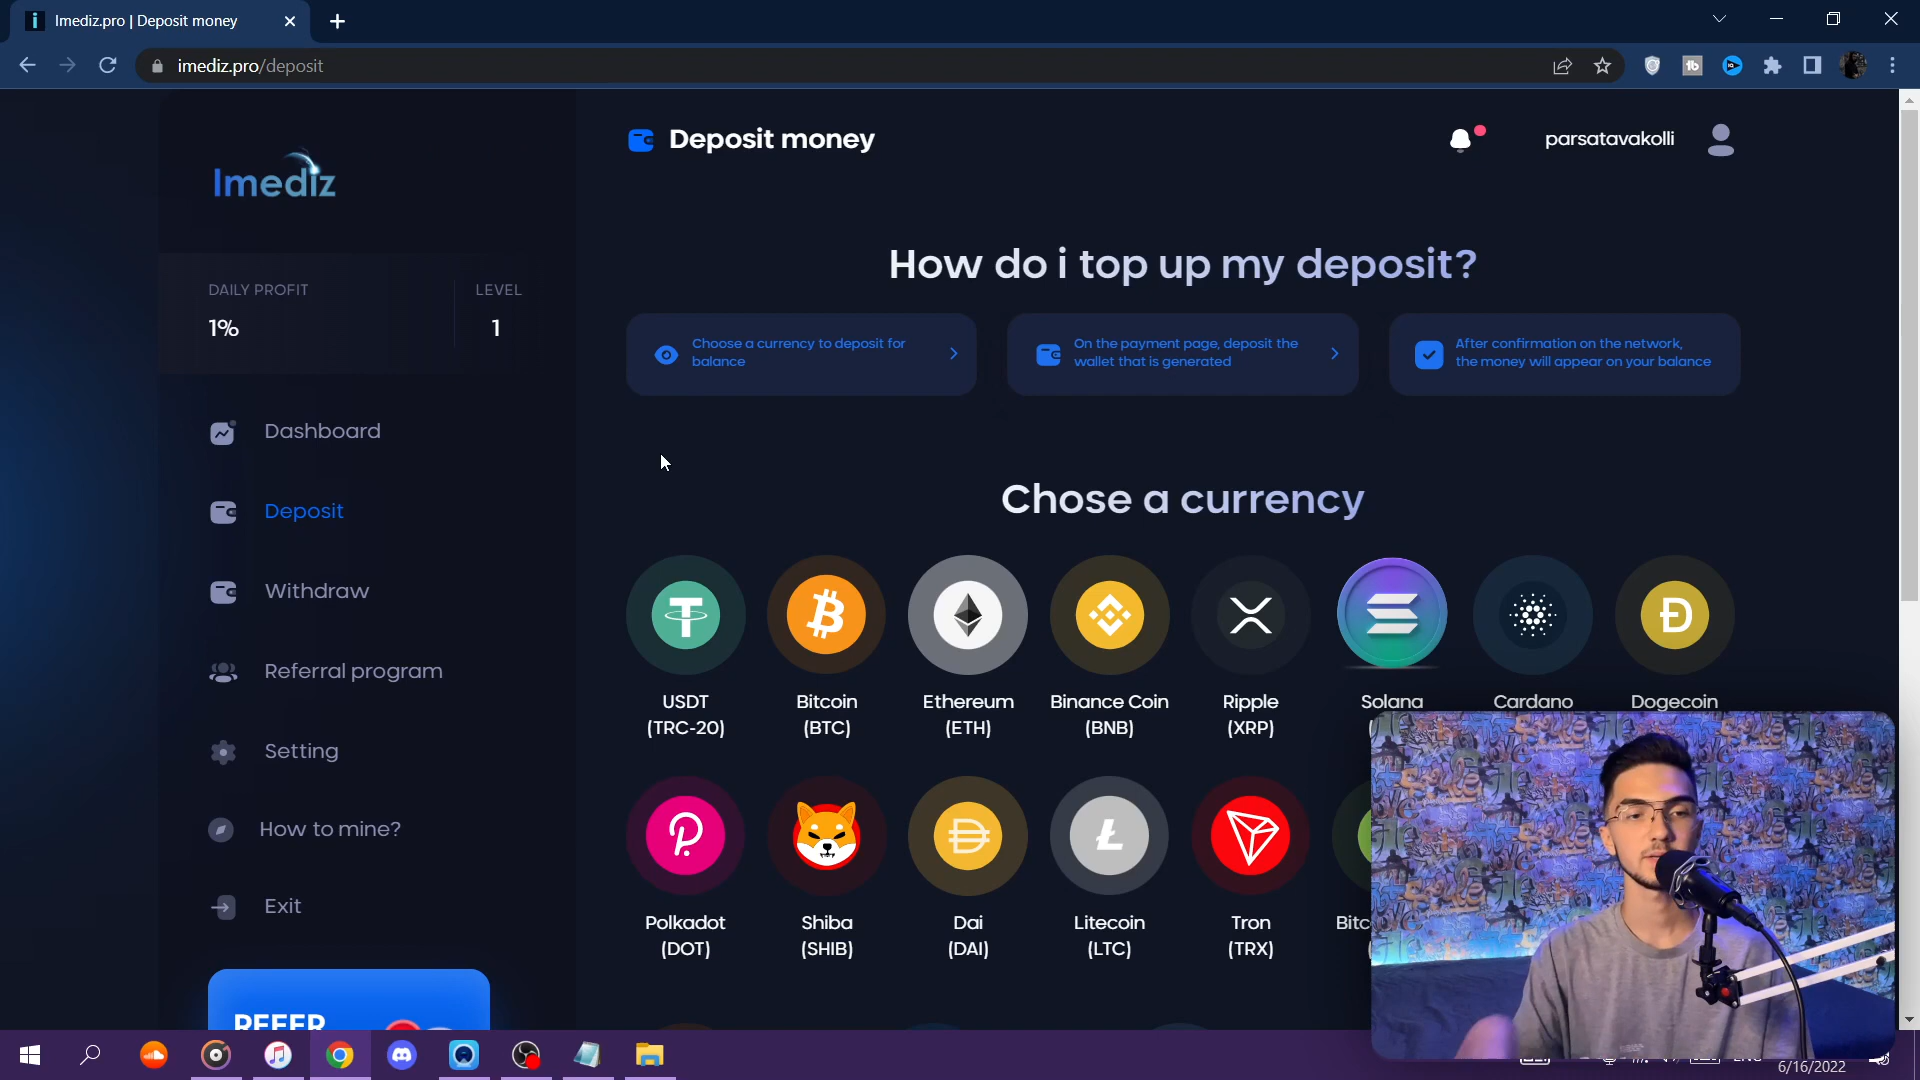 Imediz.pro | Deposit money
imediz.pro/deposit
Imediz
Deposit money
parsatavakolli
DAILY PROFIT
LEVEL
1%
1
How do i top up my deposit?
Choose a currency to deposit for
balance
On the payment page, deposit the
wallet that is generated
After confirmation on the network,
the money will appear on your balance
Dashboard
Deposit
Withdraw
Referral program
Setting
How to mine?
Exit
REFER
Chose a currency
USDT
(TRC-20)
Bitcoin
(BTC)
Ethereum
(ETH)
Binance Coin
(BNB)
Ripple
(XRP)
Solana
Cardano
Dogecoin
Polkadot
(DOT)
Shiba
(SHIB)
Dai
(DAI)
Litecoin
(LTC)
Tron
(TRX)
Bitc
6/16/2022